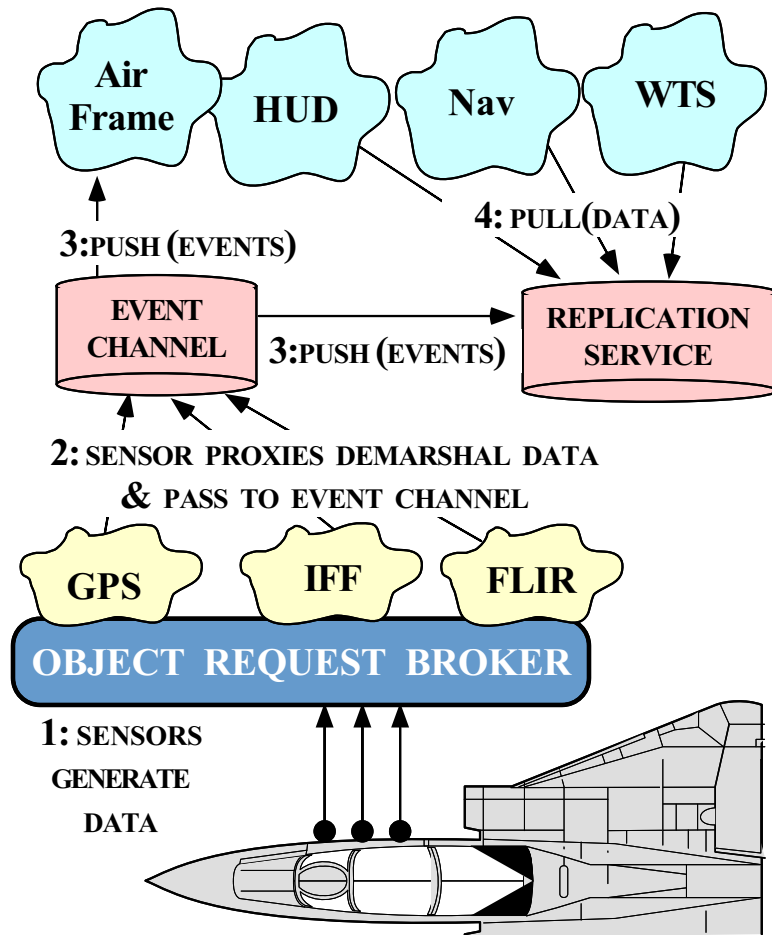 Air
Frame
HUD
Nav
WTS
4: PULL(DATA)
3:PUSH (EVENTS)
EVENT
CHANNEL
REPLICATION
SERVICE
3:PUSH (EVENTS)
2: SENSOR PROXIES DEMARSHAL DATA
& PASS TO EVENT CHANNEL
GPS
IFF
FLIR
OBJECT REQUEST BROKER
1: SENSORS
GENERATE
DATA